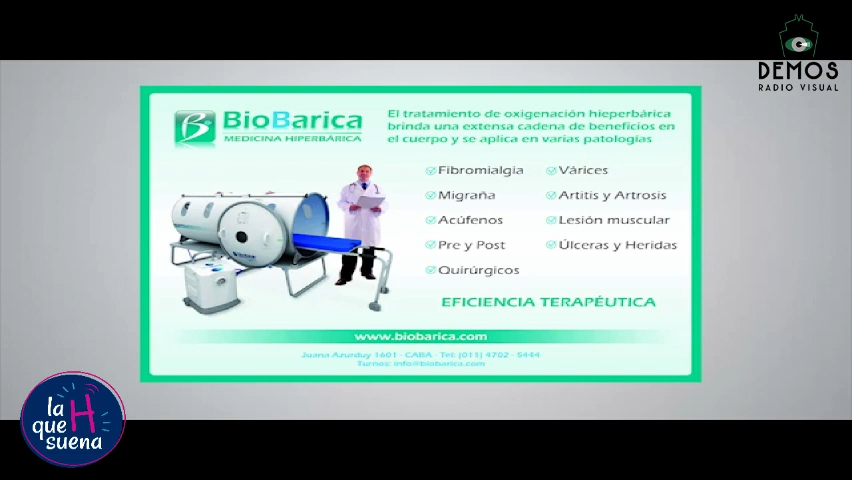 DEMOS
RADIO VISUAL
BioBarica
MEDICINA HIPERBÁRICA
El tratamiento de oxigenación hieperbárica
brinda una extensa cadena de beneficios en
el cuerpo y se aplica en varias patologías
Fibromialgia
Várices
Migraña
Artitis y Artrosis
Acúfenos
Lesión muscular
Pre y Post
Úlceras y Heridas
Quirúrgicos
EFICIENCIA TERAPÉUTICA
www.biobarica.com
Juana Azurduy 1601 - CABA - Tel: (011) 4702 - 5444
Turnos: info@biobarica.com
la H
que
suena